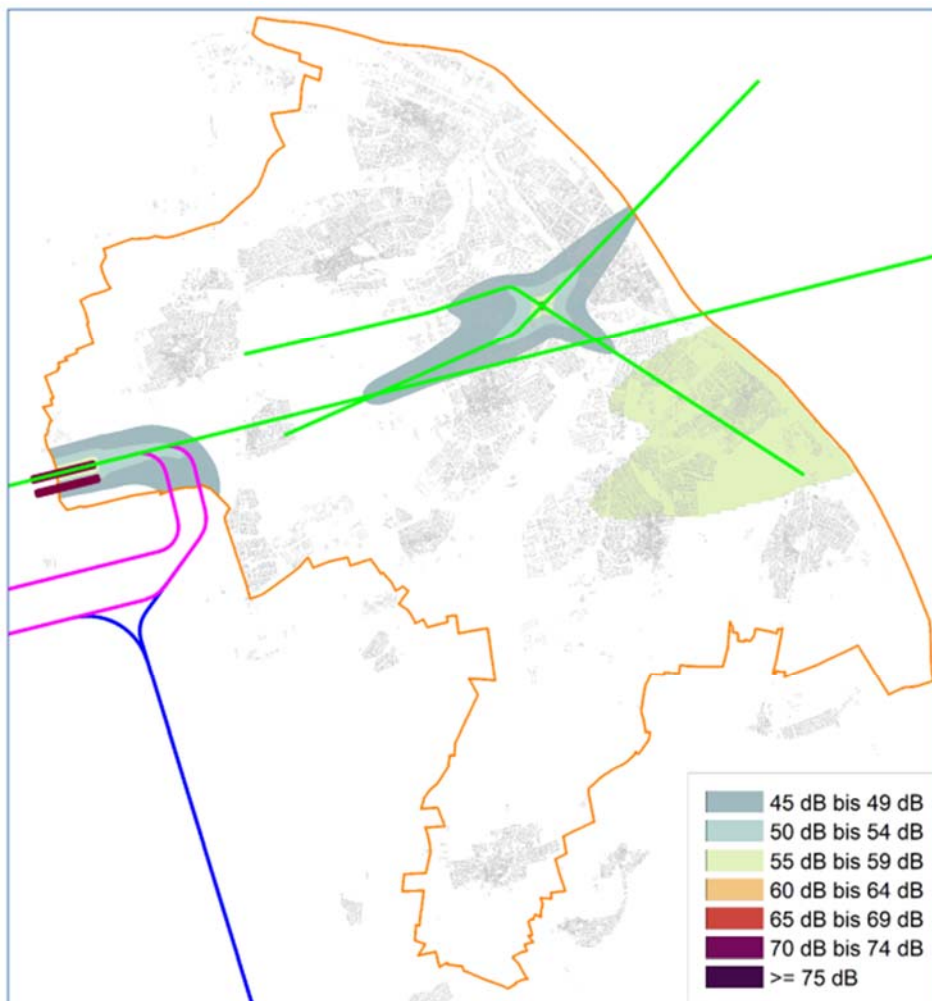 45 dB bis 49 dB
50 dB bis 54 dB
55 dB bis 59 dB
60 dB bis 64 dB
65 dB bis 69 dB
70 dB bis 74 dB
>= 75 dB